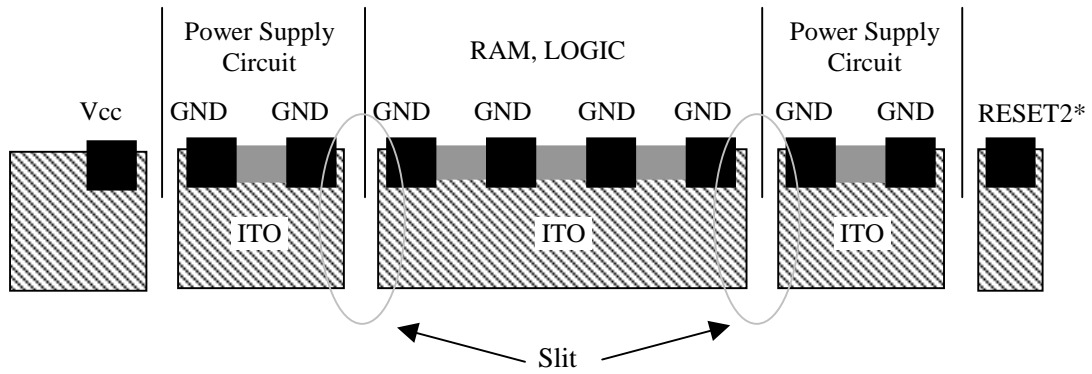 Power Supply
Circuit
RAM, LOGIC
Power Supply
Circuit
Vcc
GND
GND
GND
GND
GND
GND
GND
GND
RESET2*
ITO
ITO
ITO
Slit